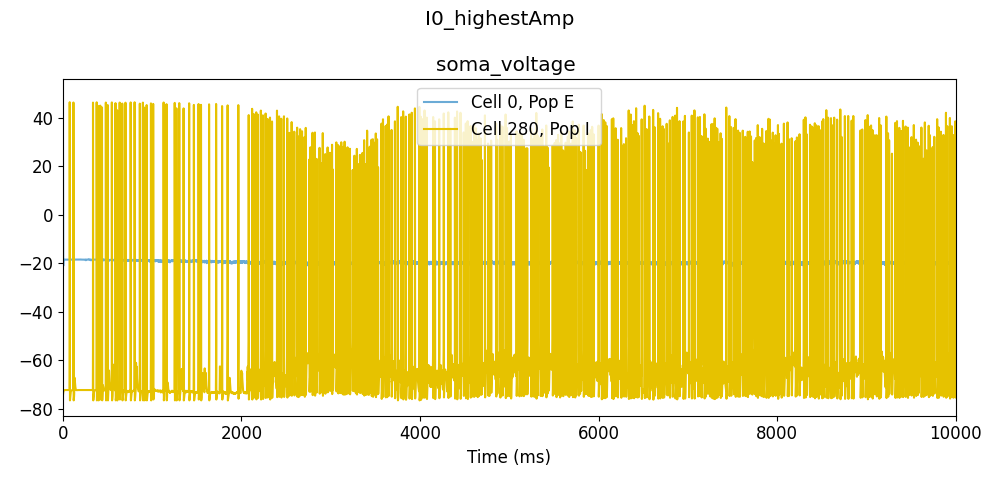 I0_highestAmp
soma_voltage
Cell 0, Pop E
Cell 280, Pop I
40
20
0
−20
−40
−60
−80
0 2000 4000 6000 8000 10000
Time (ms)